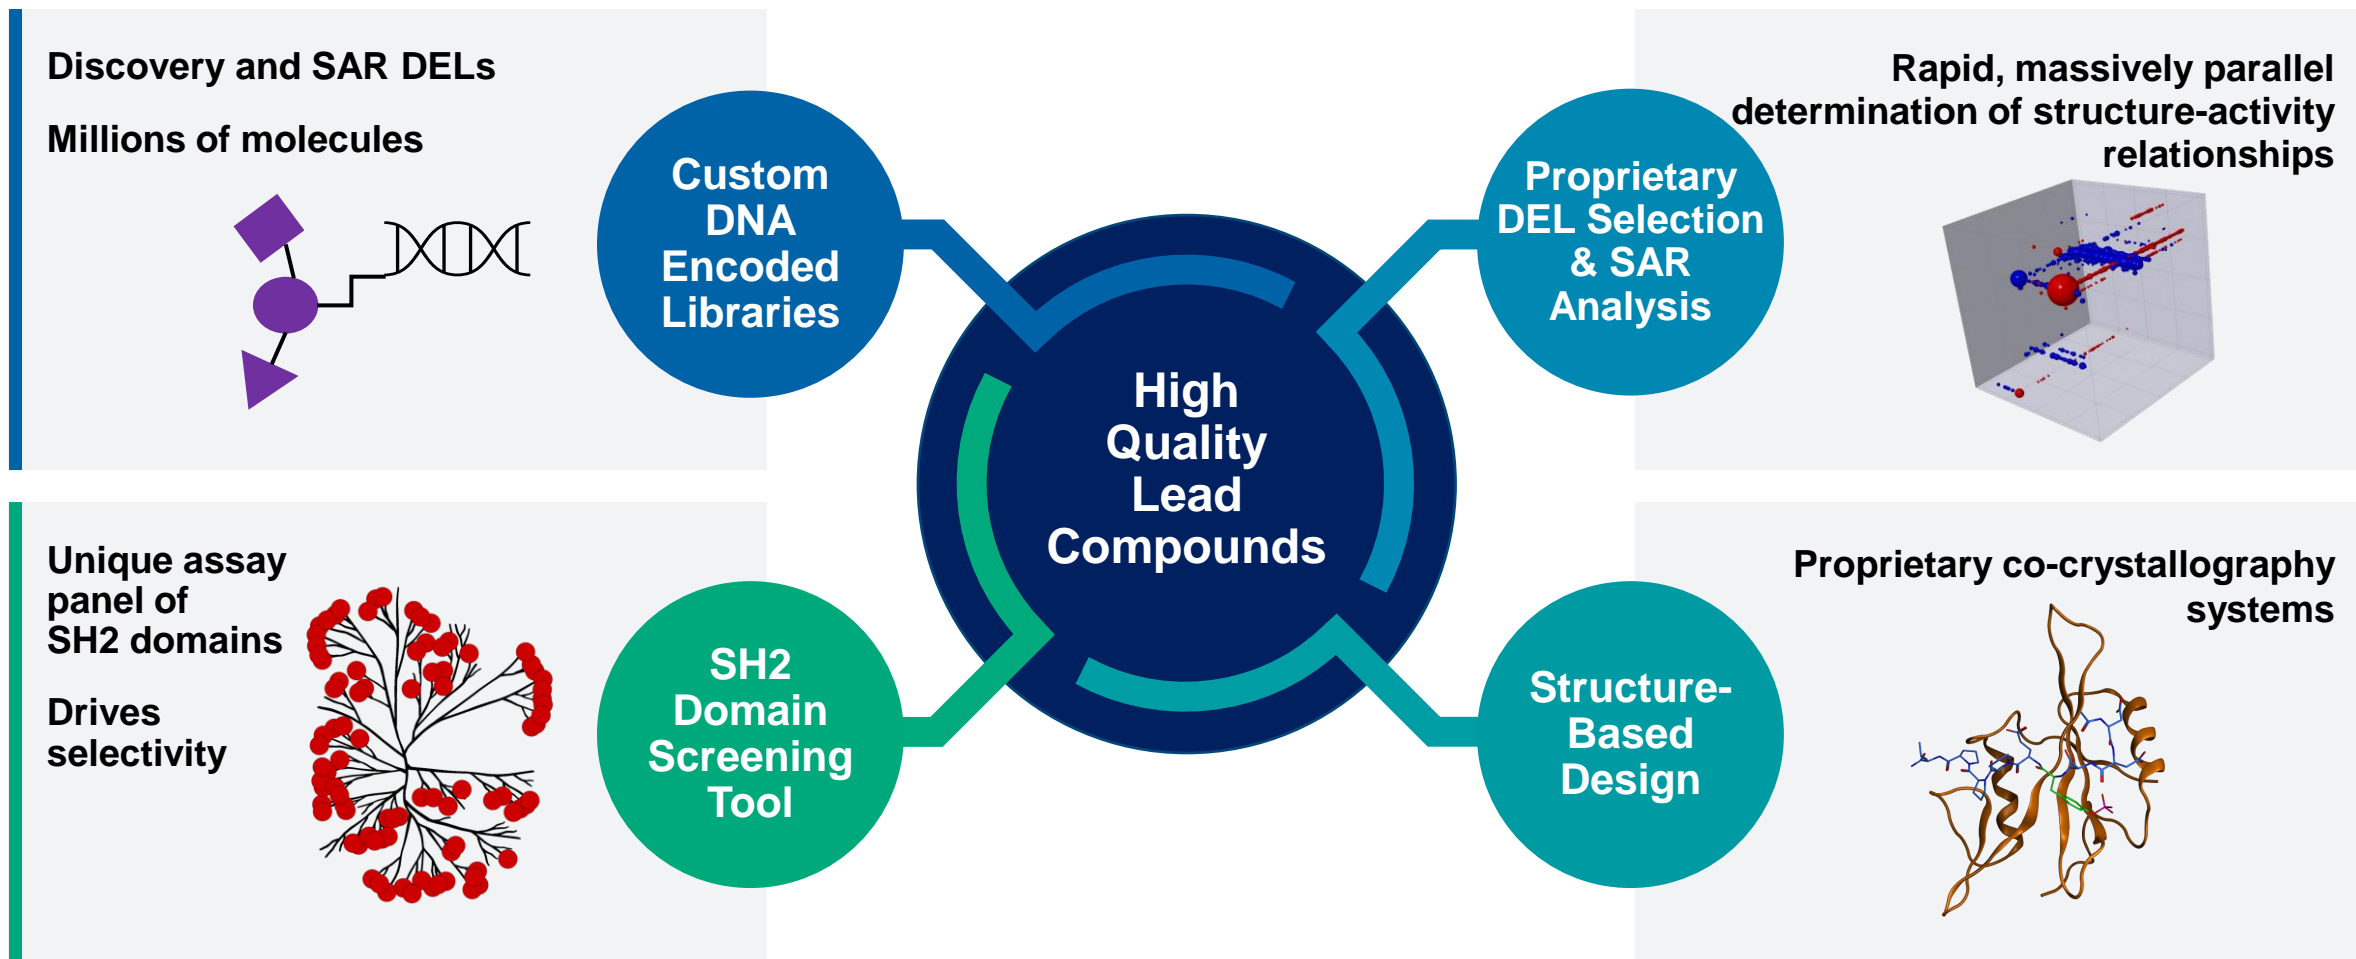 Discovery and SAR DELs
Millions of molecules
Custom
DNA
Encoded
Libraries
Proprietary
DEL Selection
& SAR
Analysis
Rapid, massively parallel
determination of structure-activity
relationships
High
Quality
Lead
Compounds
Unique assay
panel of
SH2 domains
Drives
selectivity
SH2
Domain
Screening
Tool
Structure-
Based
Design
Proprietary co-crystallography
systems